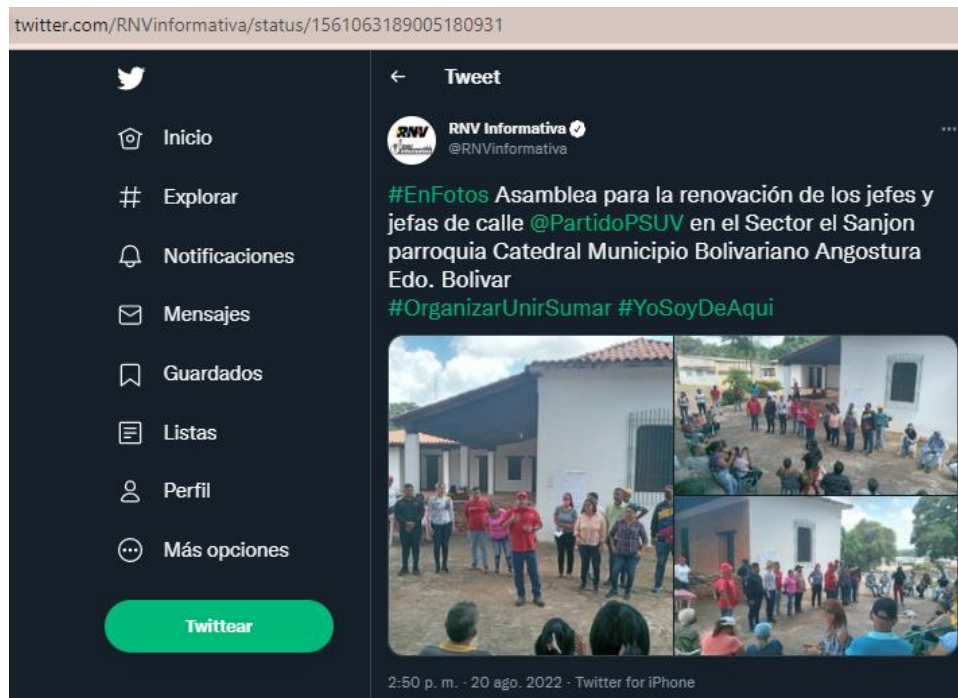 twitter.com/RNVinformativa/status/1561063189005180931
Inicio
Explorar
Notificaciones
Mensajes
Guardados
Listas
Perfil
Más opciones
Twittear
Tweet
RNV
RNV Informativa
@RNVinformativa
#EnFotos Asamblea para la renovación de los jefes y
jefas de calle @PartidoPSUV en el Sector el Sanjon
parroquia Catedral Municipio Bolivariano Angostura
Edo. Bolivar
#OrganizarUnirSumar #YoSoyDeAqui
2:50 p. m. · 20 ago. 2022 · Twitter for iPhone